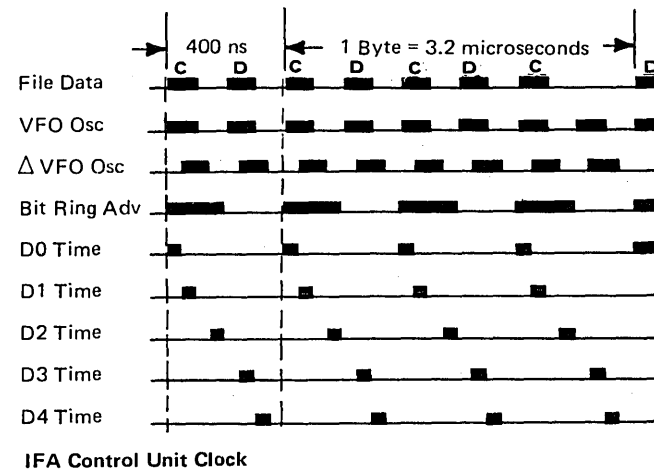 400 ns
1 Byte = 3.2 microseconds
C D C D C D C D
File Data
VFO Osc
Δ VFO Osc
Bit Ring Adv
D0 Time
D1 Time
D2 Time
D3 Time
D4 Time
IFA Control Unit Clock